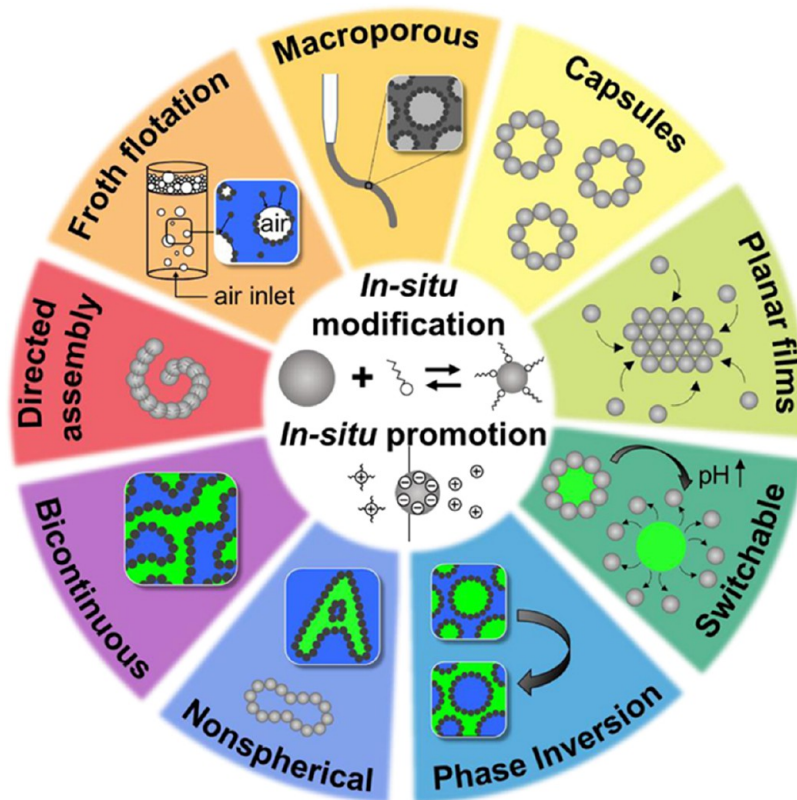 Macroporous
Capsules
Planar films
Switchable
pH↑
Phase Inversion
Nonspherical
Bicontinuous
Directed
assembly
Froth flotation
air
air inlet
A
In-situ
modification
+
In-situ promotion